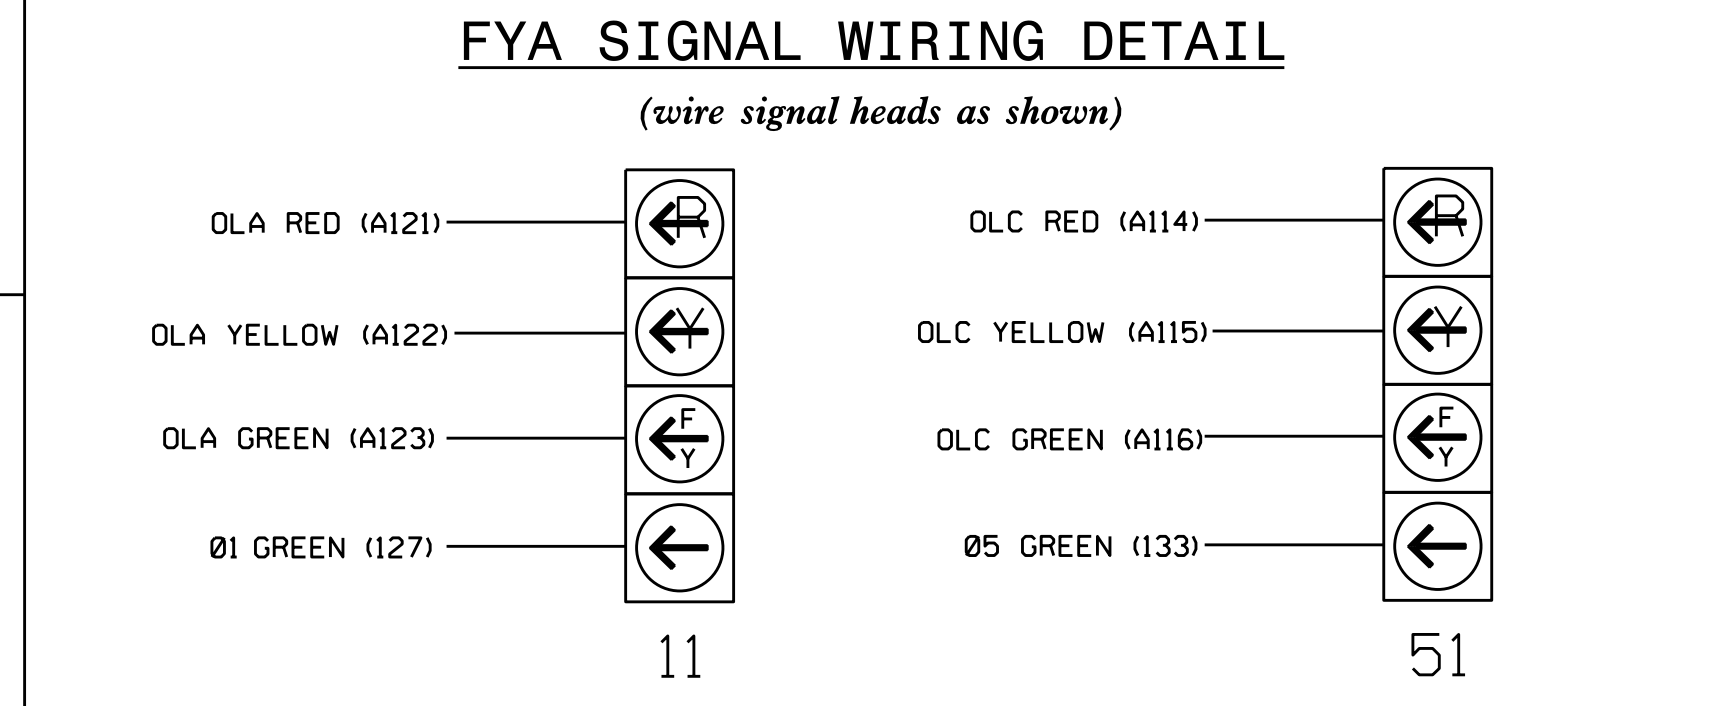 FYA SIGNAL WIRING DETAIL
(wire signal heads as shown)
OLA RED (A121)
R
OLA YELLOW (A122)
Y
OLA GREEN (A123)
F
Y
Ø1 GREEN (127)
11
OLC RED (A114)
R
OLC YELLOW (A115)
Y
OLC GREEN (A116)
F
Y
Ø5 GREEN (133)
51